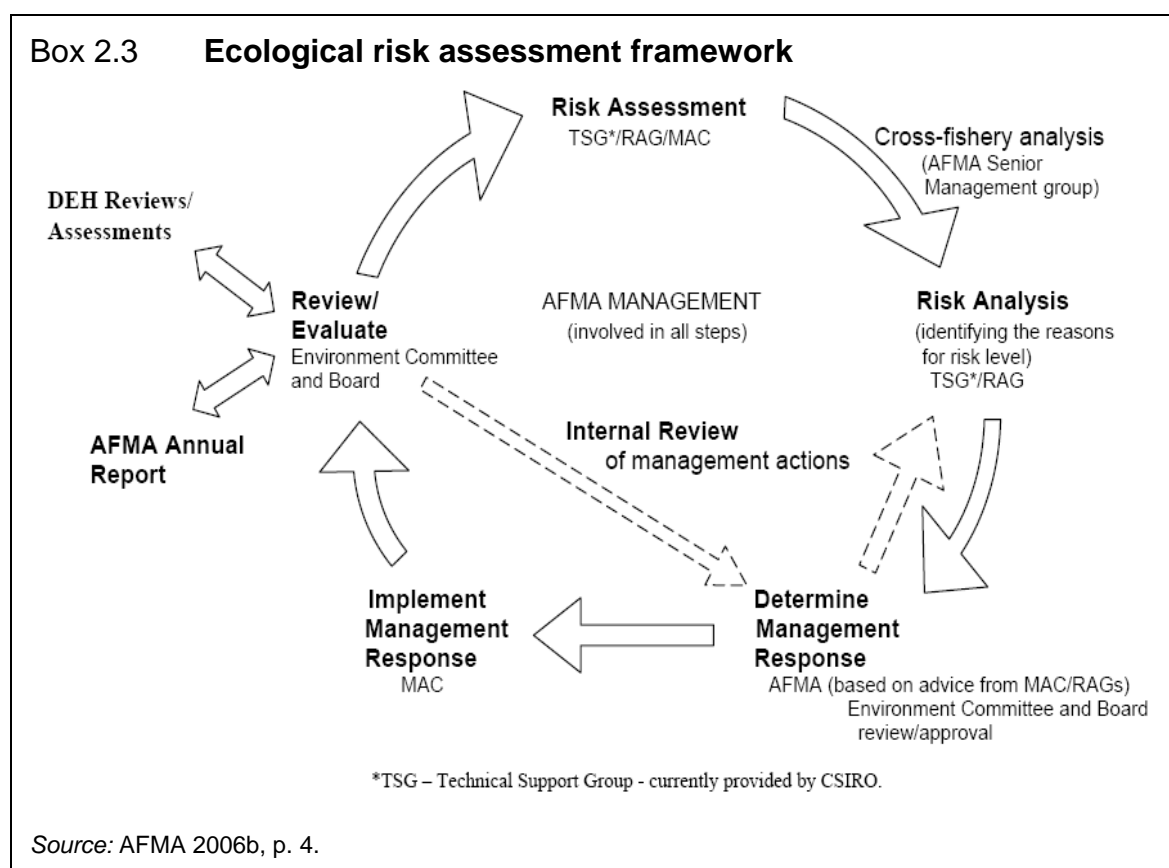 Box 2.3 Ecological risk assessment framework
Risk Assessment
TSG*/RAG/MAC
Cross-fishery analysis
(AFMA Senior
Management group)
DEH Reviews/
Assessments
Review/
Evaluate
Environment Committee
and Board
AFMA MANAGEMENT
(involved in all steps)
Risk Analysis
(identifying the reasons
for risk level)
TSG*/RAG
AFMA Annual
Report
Internal Review
of management actions
Implement
Management
Response
MAC
Determine
Management
Response
AFMA (based on advice from MAC/RAGs)
Environment Committee and Board
review/approval
*TSG – Technical Support Group - currently provided by CSIRO.
Source: AFMA 2006b, p. 4.